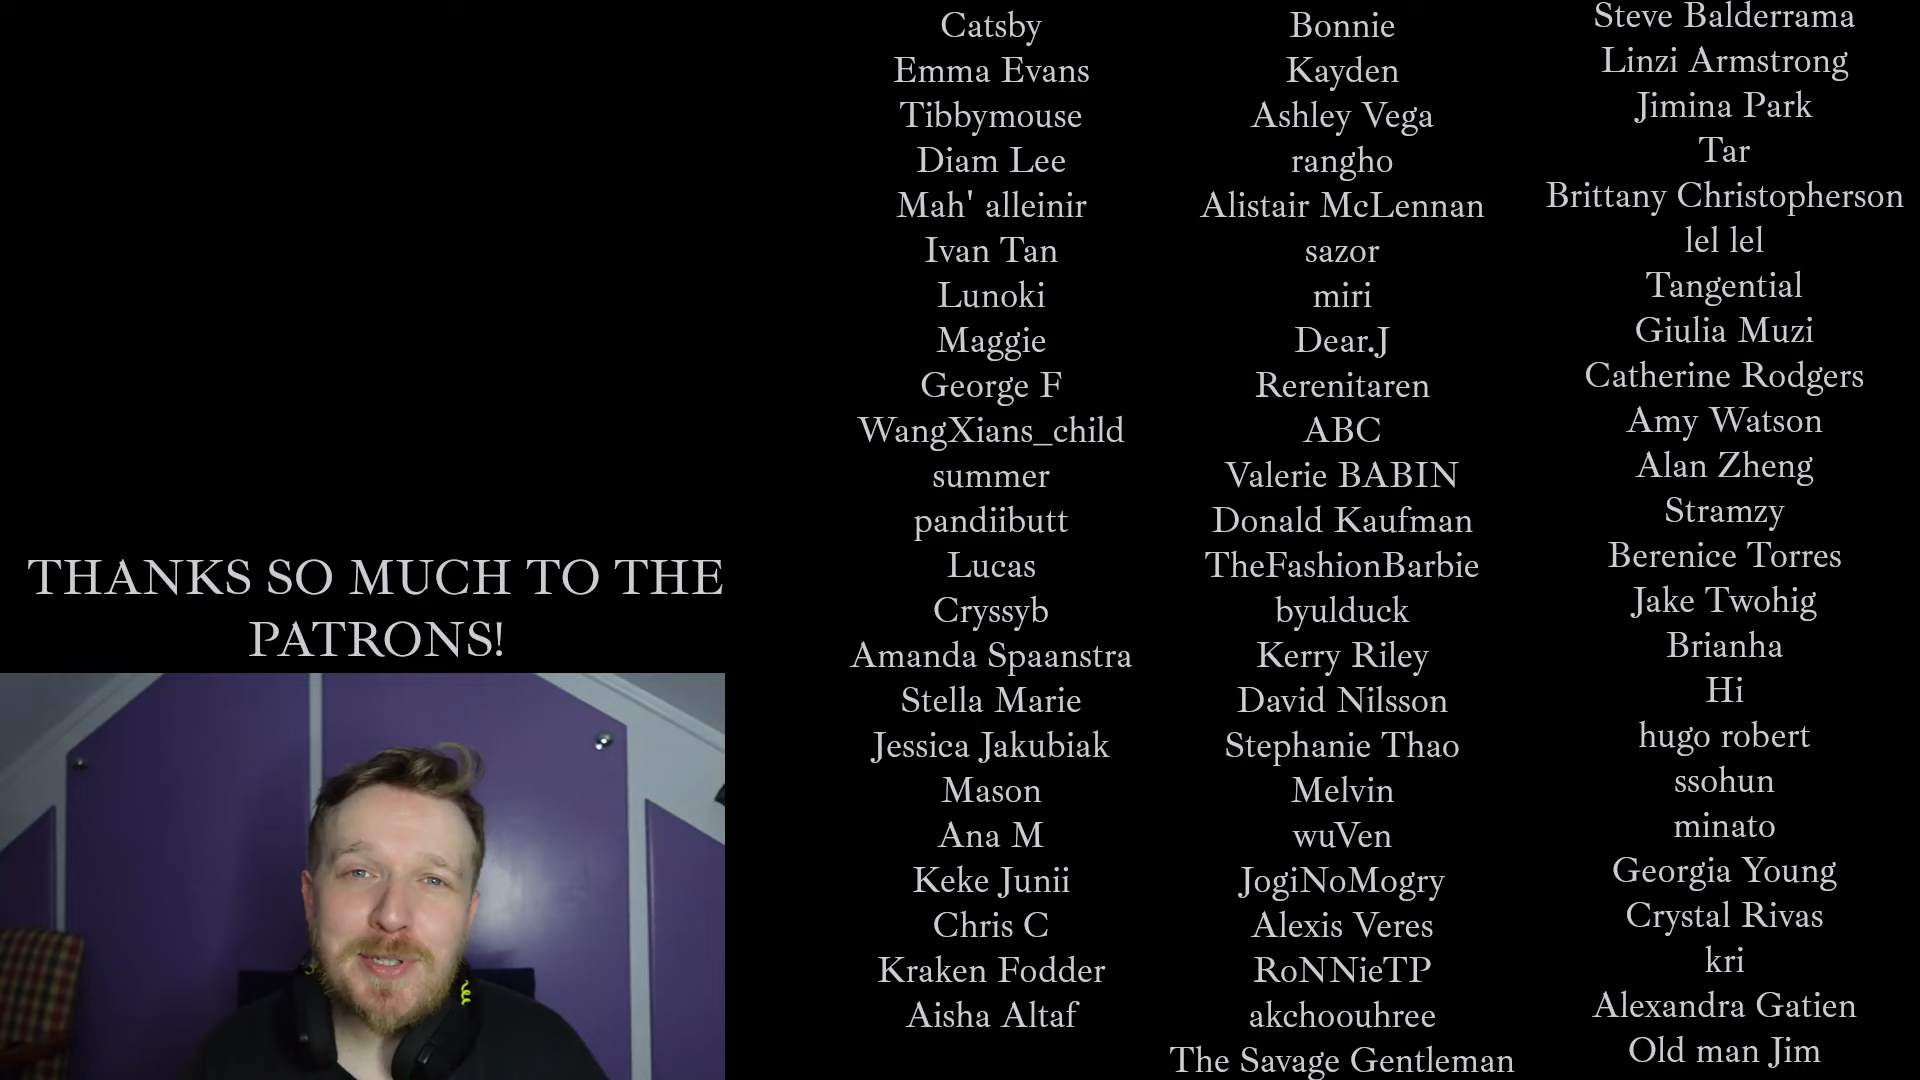 THANKS SO MUCH TO THE
PATRONS!
Catsby
Emma Evans
Tibbymouse
Diam Lee
Mah' alleinir
Ivan Tan
Lunoki
Maggie
George F
WangXians_child
summer
pandiibutt
Lucas
Cryssyb
Amanda Spaanstra
Stella Marie
Jessica Jakubiak
Mason
Ana M
Keke Junii
Chris C
Kraken Fodder
Aisha Altaf
Bonnie
Kayden
Ashley Vega
rangho
Alistair McLennan
sazor
miri
Dear.J
Rerenitaren
ABC
Valerie BABIN
Donald Kaufman
TheFashionBarbie
byulduck
Kerry Riley
David Nilsson
Stephanie Thao
Melvin
wuVen
JogiNoMogry
Alexis Veres
RoNNieTP
akchoouhree
The Savage Gentleman
Steve Balderrama
Linzi Armstrong
Jimina Park
Tar
Brittany Christopherson
lel lel
Tangential
Giulia Muzi
Catherine Rodgers
Amy Watson
Alan Zheng
Stramzy
Berenice Torres
Jake Twohig
Brianha
Hi
hugo robert
ssohun
minato
Georgia Young
Crystal Rivas
kri
Alexandra Gatien
Old man Jim